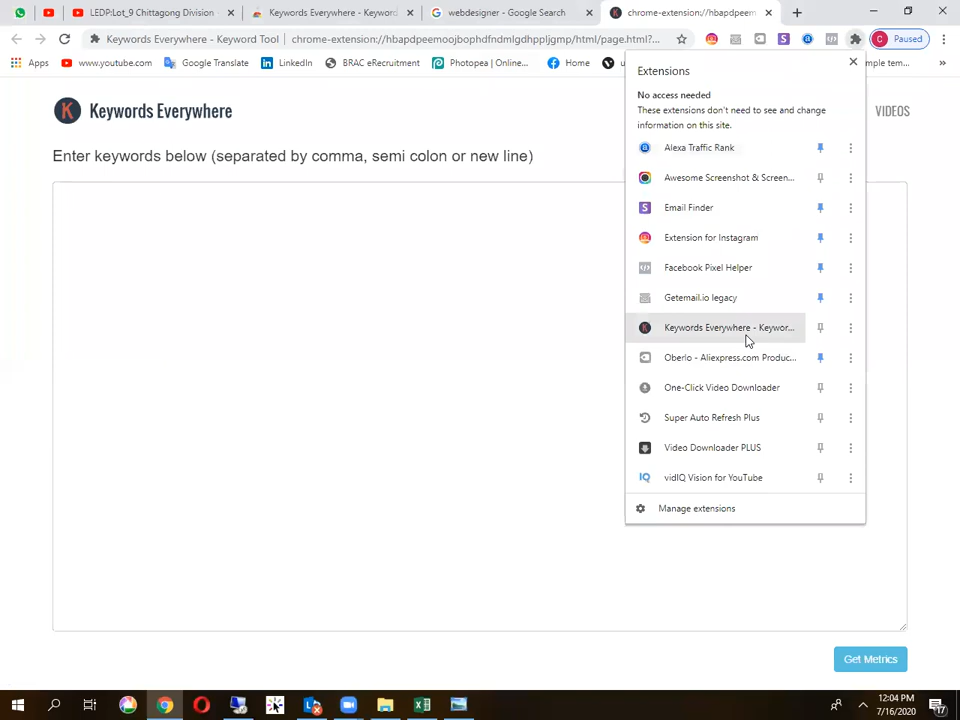 LEDP:Lot_9 Chittagong Division
Keywords Everywhere - Keywor
webdesigner - Google Search
chrome-extension://hbapdpeem
Keywords Everywhere - Keyword Tool
chrome-extension://hbapdpeemoojbophdfndmlgdhppljgmp/html/page.html?...
Paused
Apps
www.youtube.com
Google Translate
LinkedIn
BRAC eRecruitment
Photopea | Online...
Home
u
ple tem...
»
Keywords Everywhere
VIDEOS
Enter keywords below (separated by comma, semi colon or new line)
Extensions
No access needed
These extensions don't need to see and change
information on this site.
Alexa Traffic Rank
Awesome Screenshot & Screen...
Email Finder
Extension for Instagram
Facebook Pixel Helper
Getemail.io legacy
Keywords Everywhere - Keywor...
Oberlo - Aliexpress.com Produc...
One-Click Video Downloader
Super Auto Refresh Plus
Video Downloader PLUS
vidIQ Vision for YouTube
Manage extensions
Get Metrics
12:04 PM
7/16/2020
17